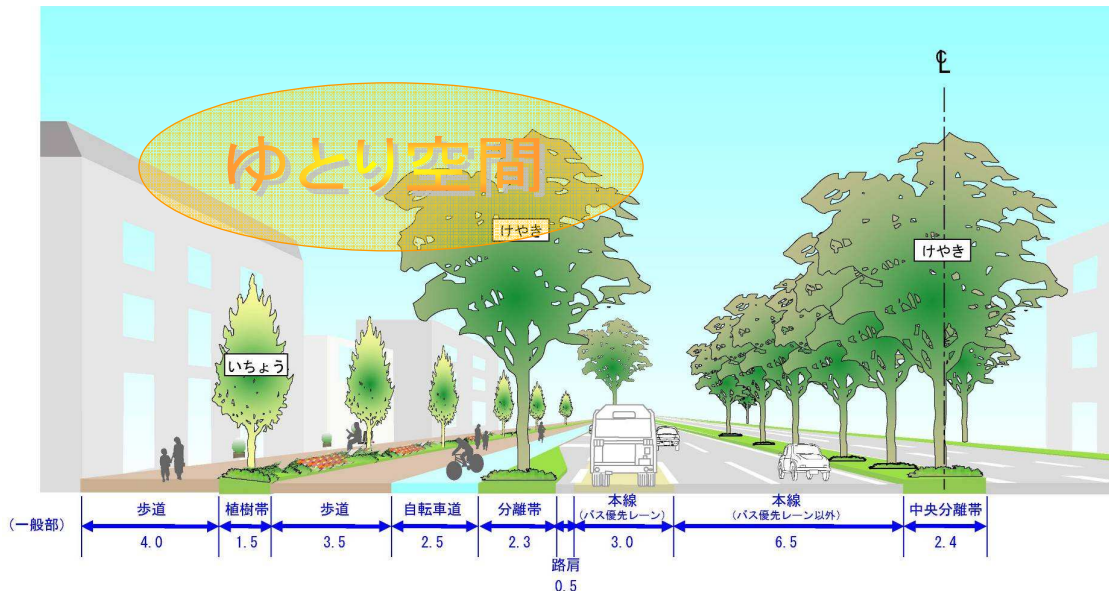 ℄
ゆとり空間
けやき
けやき
いちょう
(一般部)
歩道
4.0
植樹帯
1.5
歩道
3.5
自転車道
2.5
分離帯
2.3
路肩
0.5
本線
(バス優先レーン)
3.0
本線
(バス優先レーン以外)
6.5
中央分離帯
2.4